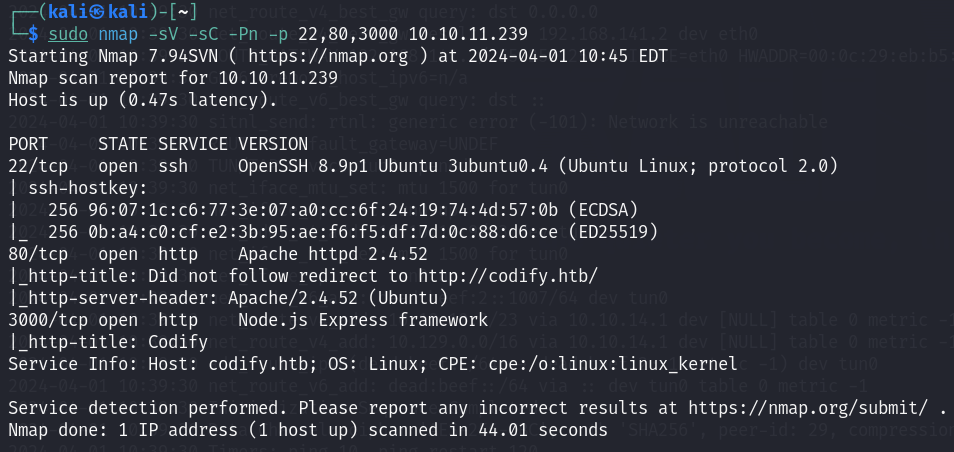 ┌──(kali㉿kali)-[~]
└─$ sudo nmap -sV -sC -Pn -p 22,80,3000 10.10.11.239
Starting Nmap 7.94SVN ( https://nmap.org ) at 2024-04-01 10:45 EDT
Nmap scan report for 10.10.11.239
Host is up (0.47s latency).
PORT     STATE SERVICE VERSION
22/tcp   open  ssh     OpenSSH 8.9p1 Ubuntu 3ubuntu0.4 (Ubuntu Linux; protocol 2.0)
| ssh-hostkey:
|   256 96:07:1c:c6:77:3e:07:a0:cc:6f:24:19:74:4d:57:0b (ECDSA)
|_  256 0b:a4:c0:cf:e2:3b:95:ae:f6:f5:df:7d:0c:88:d6:ce (ED25519)
80/tcp   open  http    Apache httpd 2.4.52
|_http-title: Did not follow redirect to http://codify.htb/
|_http-server-header: Apache/2.4.52 (Ubuntu)
3000/tcp open  http    Node.js Express framework
|_http-title: Codify
Service Info: Host: codify.htb; OS: Linux; CPE: cpe:/o:linux:linux_kernel
Service detection performed. Please report any incorrect results at https://nmap.org/submit/ .
Nmap done: 1 IP address (1 host up) scanned in 44.01 seconds